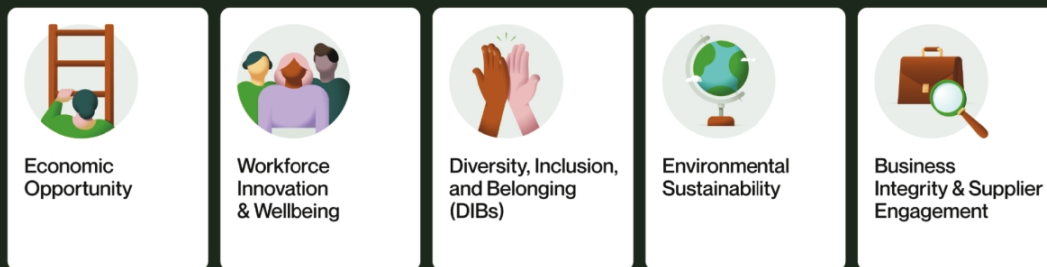 Economic
Opportunity
Workforce
Innovation
& Wellbeing
Diversity, Inclusion,
and Belonging
(DIBs)
Environmental
Sustainability
Business
Integrity & Supplier
Engagement